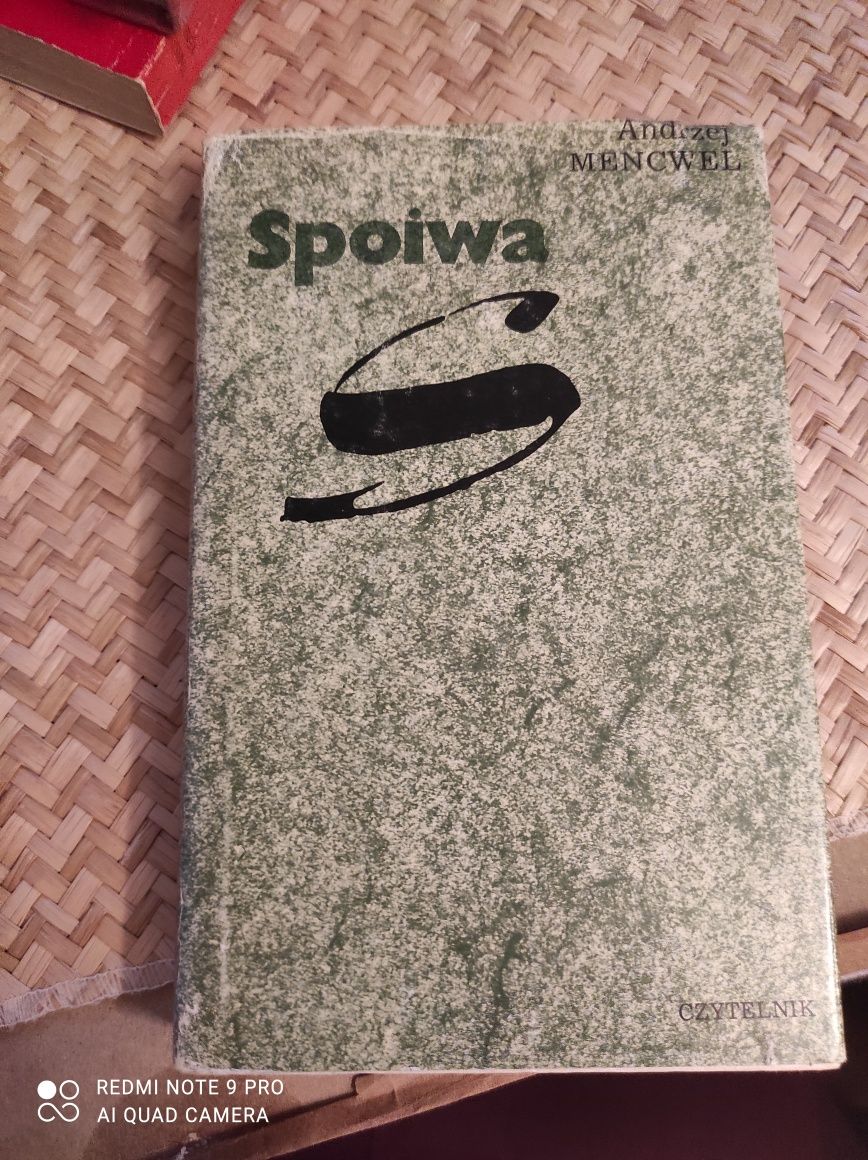 Andrzej
MENCWEL
Spoiwa
S
CZYTELNIK
REDMI NOTE 9 PRO
AI QUAD CAMERA